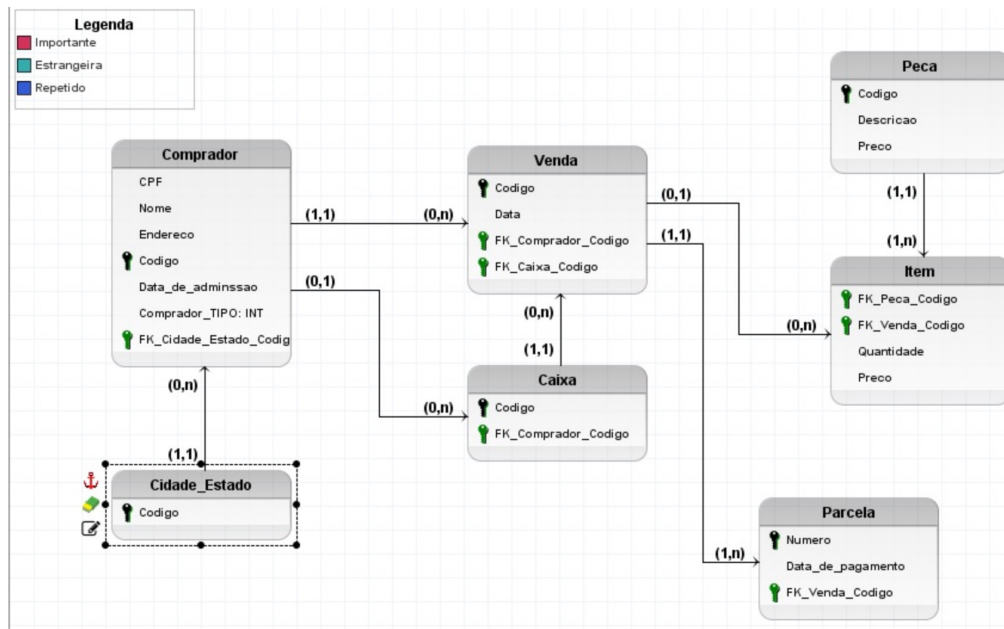 Legenda
Importante
Estrangeira
Repetido
Peca
Codigo
Descricao
Preco
(1,1)
(1,n)
Comprador
CPF
Nome
Endereco
Codigo
Data_de_adminssao
Comprador_TIPO: INT
FK_Cidade_Estado_Codig
(1,1)
(0,n)
(0,1)
(0,n)
Venda
Codigo
Data
FK_Comprador_Codigo
FK_Caixa_Codigo
(0,1)
(1,1)
(0,n)
(1,n)
Item
FK_Peca_Codigo
FK_Venda_Codigo
Quantidade
Preco
(0,n)
(1,1)
Caixa
Codigo
FK_Comprador_Codigo
(0,n)
(1,1)
Cidade_Estado
Codigo
Parcela
Numero
Data_de_pagamento
FK_Venda_Codigo